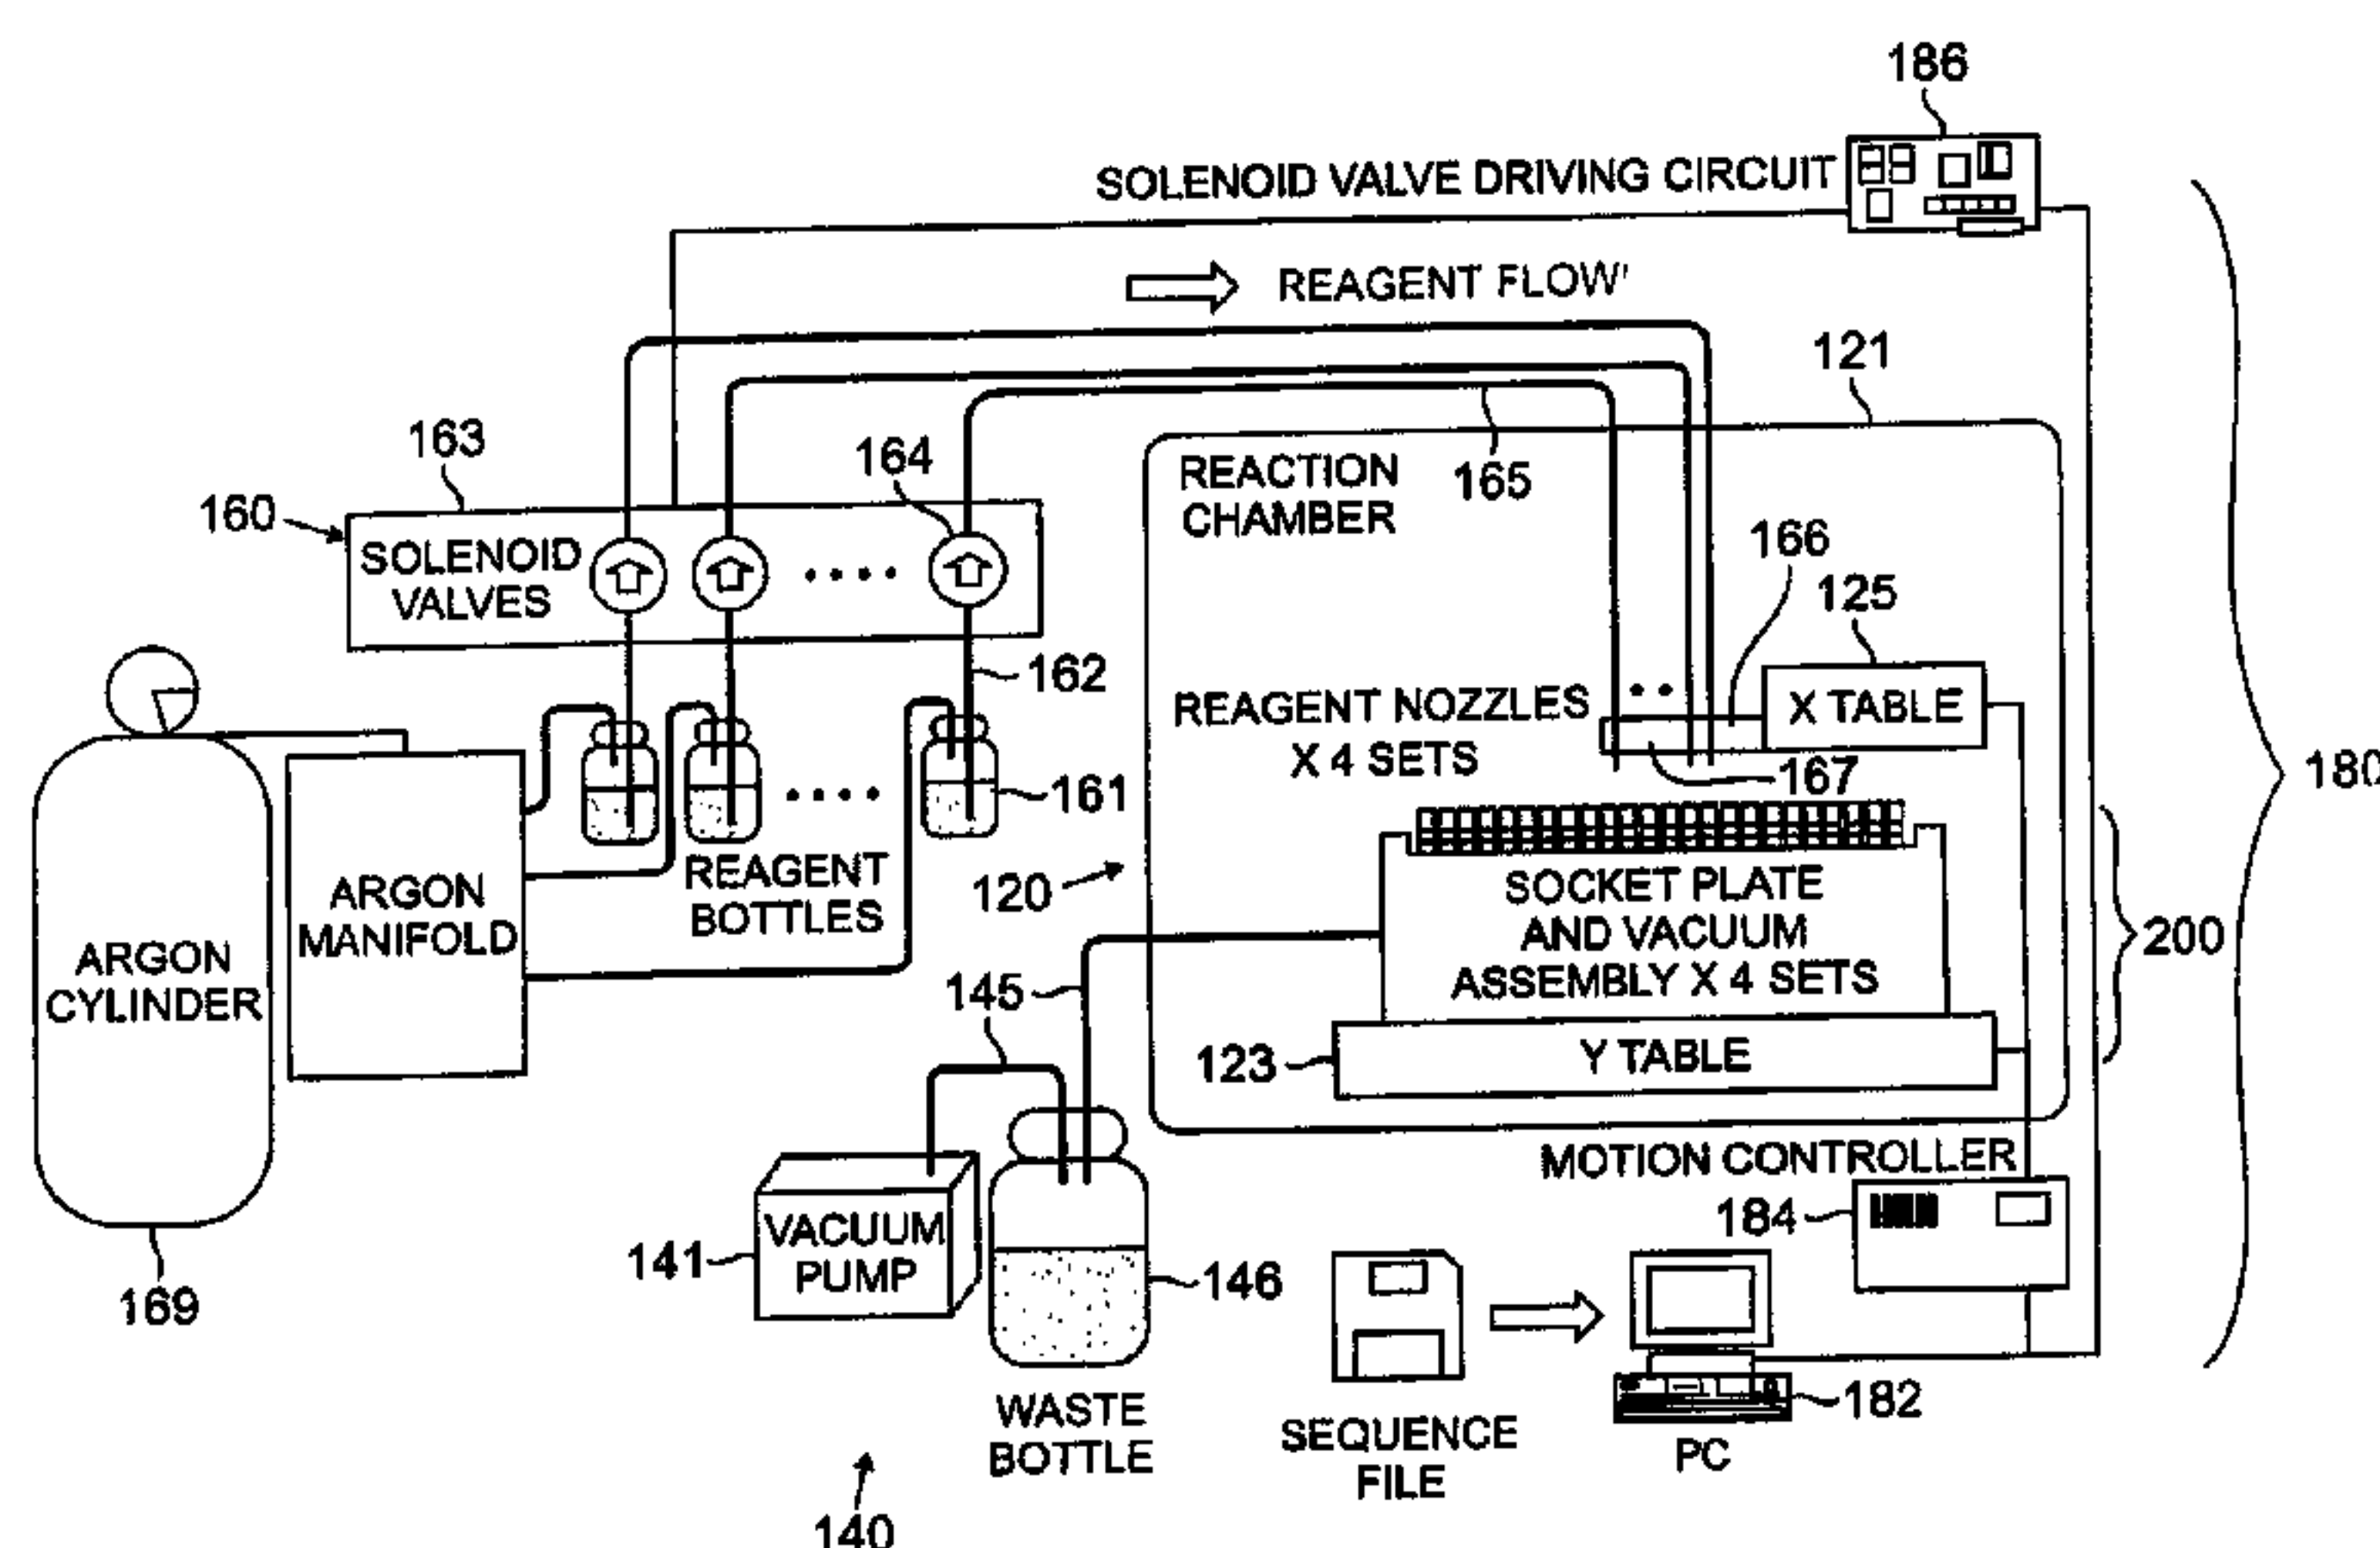 186
SOLENOID VALVE DRIVING CIRCUIT
REAGENT FLOW
121
163
164
165
160
REACTION
CHAMBER
166
SOLENOID
VALVES
125
162
REAGENT NOZZLES
X 4 SETS
X TABLE
167
180
161
REAGENT
BOTTLES
120
ARGON
MANIFOLD
ARGON
CYLINDER
SOCKET PLATE
AND VACUUM
ASSEMBLY X 4 SETS
200
145
123
Y TABLE
MOTION CONTROLLER
184
141
VACUUM
PUMP
146
169
182
WASTE
BOTTLE
SEQUENCE
FILE
PC
140